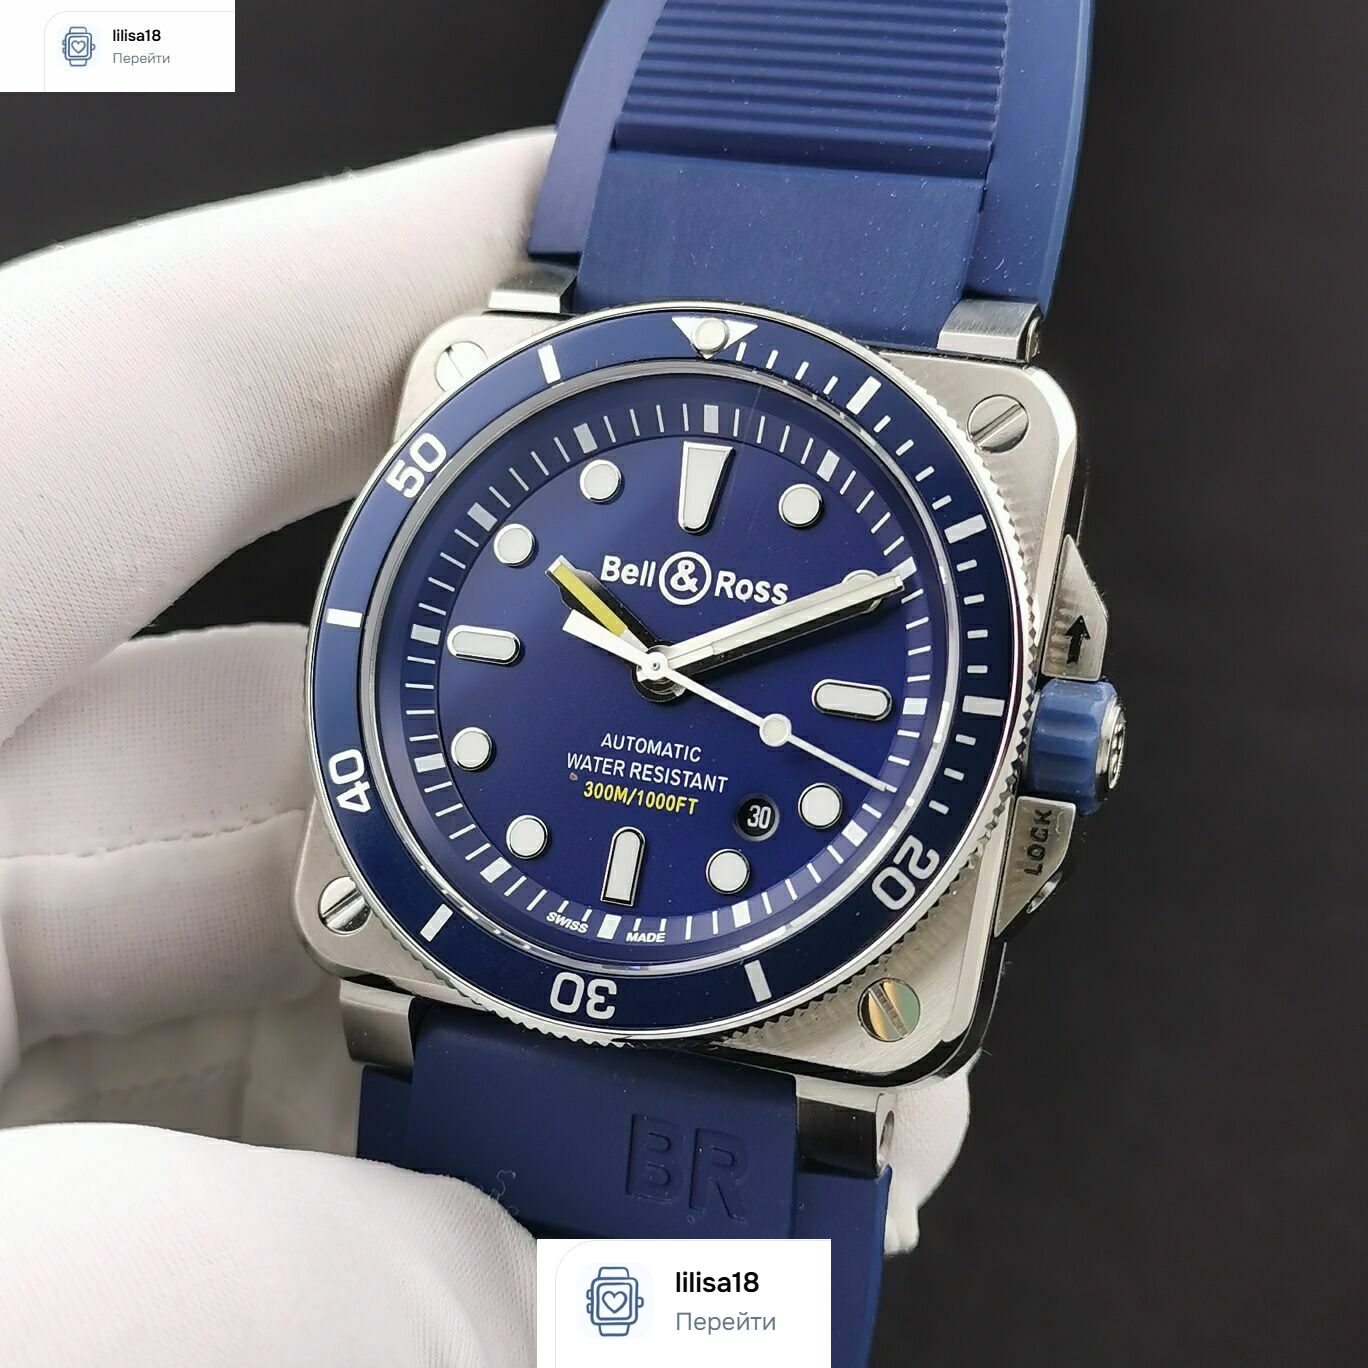 lilisa18
Перейти
50
Bell & Ross
AUTOMATIC
WATER RESISTANT
300M/1000FT
30
40
LOCK
20
SWISS MADE
30
BR
lilisa18
Перейти